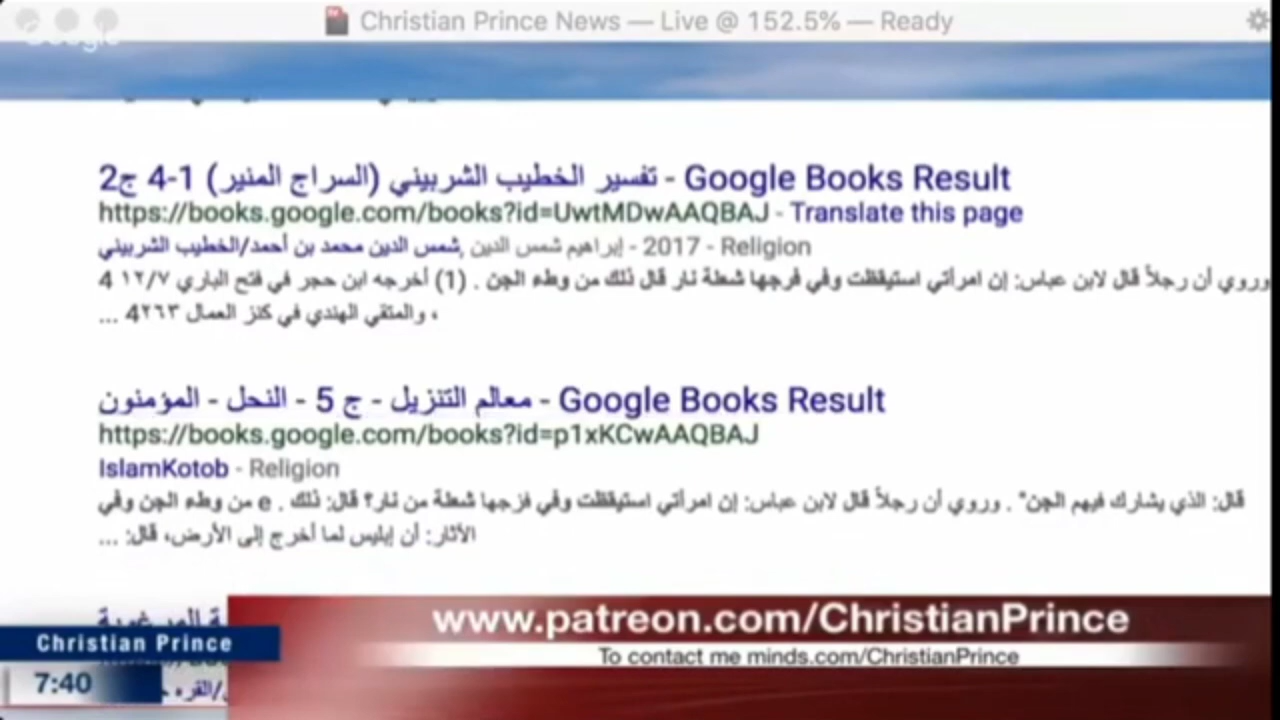 Christian Prince News — Live @ 152.5% — Ready
Google
تفسير الخطيب الشربيني (السراج المنير) 1-4 ج2 - Google Books Result
https://books.google.com/books?id=UwtMDwAAQBAJ - Translate this page
شمس الدين محمد بن أحمد/الخطيب الشربيني, إبراهيم شمس الدين - 2017 - Religion
وروي أن رجلاً قال لابن عباس: إن امرأتي استيقظت وفي فرجها شعلة نار قال ذلك من وطء الجن . (1) أخرجه ابن حجر في فتح الباري ١٢/٧ 4
، والمتقي الهندي في كنز العمال 4٢٦٣ ...
معالم التنزيل - ج 5 - النحل - المؤمنون - Google Books Result
https://books.google.com/books?id=p1xKCwAAQBAJ
IslamKotob - Religion
قال: الذي يشارك فيهم الجن" . وروي أن رجلاً قال لابن عباس: إن امرأتي استيقظت وفي فزجها شعلة من نار؟ قال: ذلك . e من وطء الجن وفي
الآثار: أن إبليس لما أخرج إلى الأرض، قال: ...
www.patreon.com/ChristianPrince
To contact me minds.com/ChristianPrince
Christian Prince
7:40